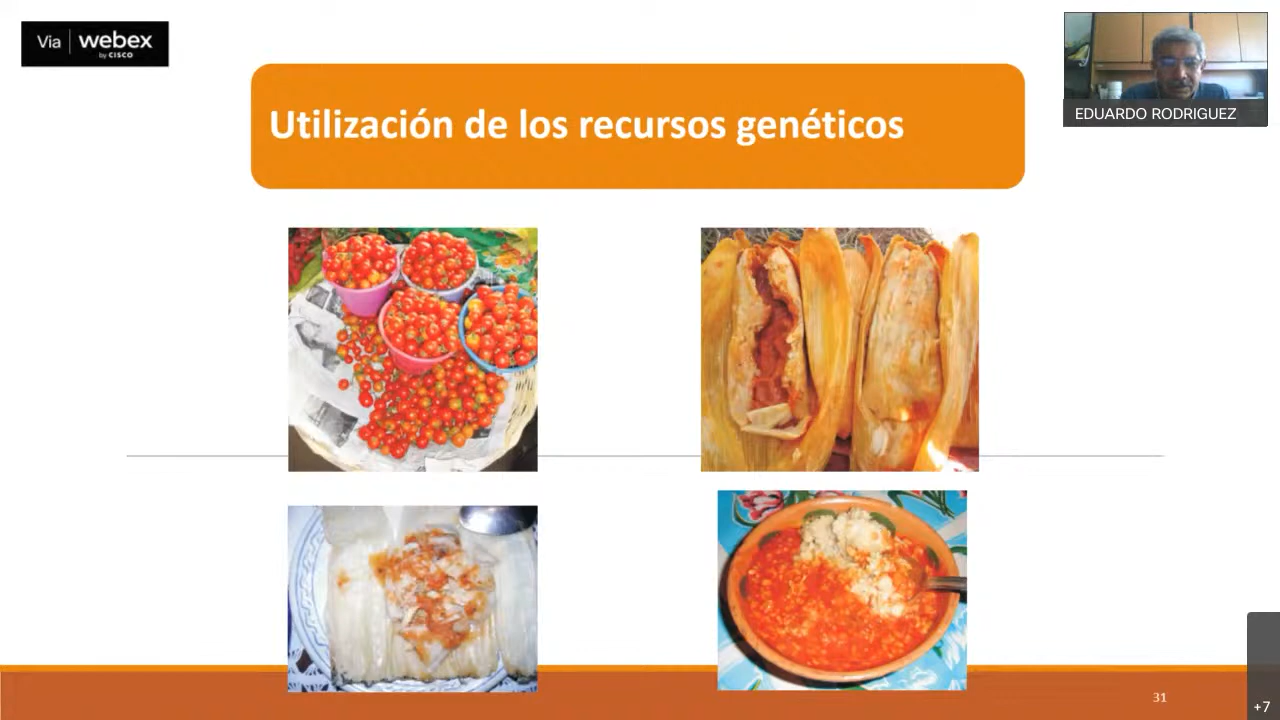 Via webex
by CISCO
Utilización de los recursos genéticos
EDUARDO RODRIGUEZ
31
+7